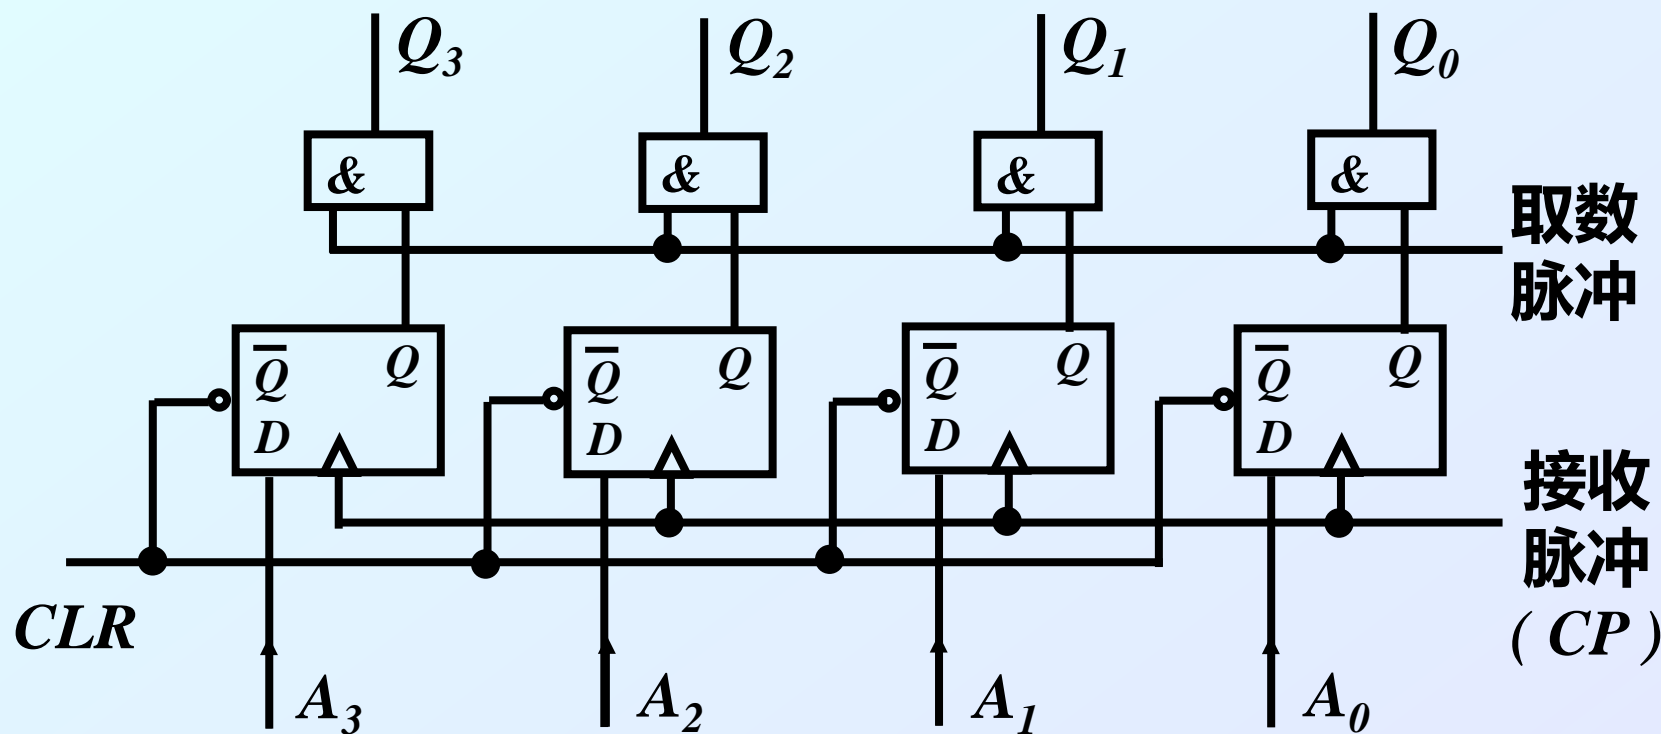 Q3 Q2 Q1 Q0
& & & &
取数
脉冲
Q̅ Q Q̅ Q Q̅ Q Q̅ Q
D D D D
接收
脉冲
( CP )
CLR
A3 A2 A1 A0